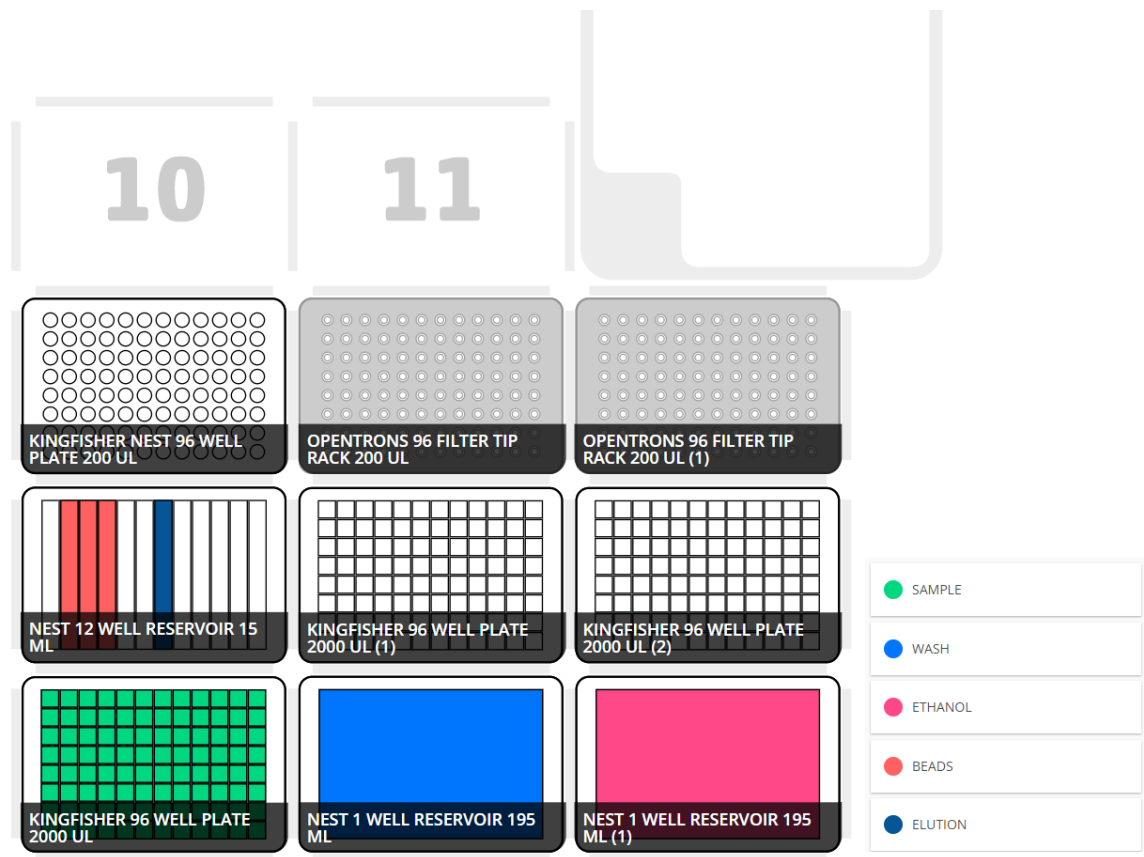 10
11
KINGFISHER NEST 96 WELL
PLATE 200 UL
OPENTRONS 96 FILTER TIP
RACK 200 UL
OPENTRONS 96 FILTER TIP
RACK 200 UL (1)
NEST 12 WELL RESERVOIR 15
ML
KINGFISHER 96 WELL PLATE
2000 UL (1)
KINGFISHER 96 WELL PLATE
2000 UL (2)
KINGFISHER 96 WELL PLATE
2000 UL
NEST 1 WELL RESERVOIR 195
ML
NEST 1 WELL RESERVOIR 195
ML (1)
SAMPLE
WASH
ETHANOL
BEADS
ELUTION